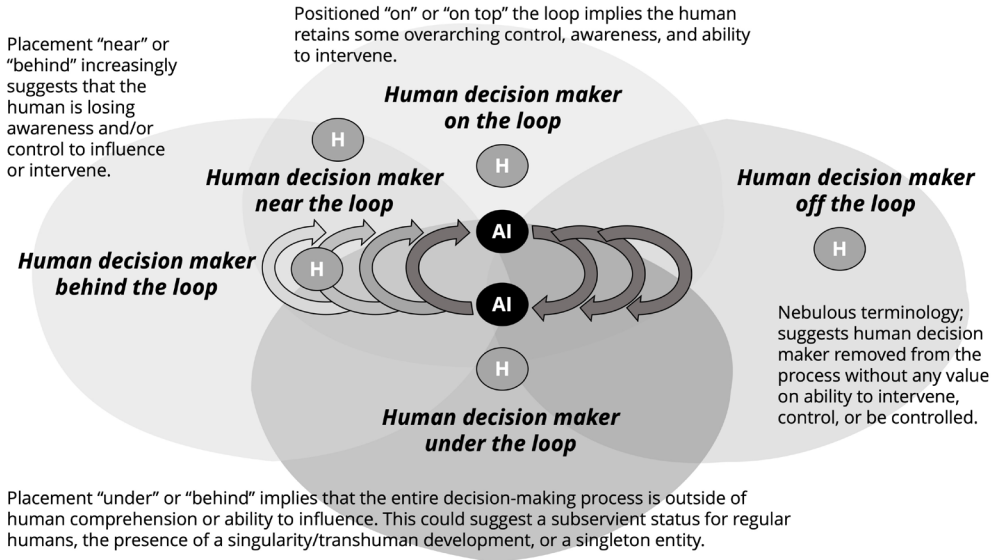 Positioned “on” or “on top” the loop implies the human
retains some overarching control, awareness, and ability
to intervene.
Placement “near” or
“behind” increasingly
suggests that the
human is losing
awareness and/or
control to influence
or intervene.
Human decision maker
on the loop
H
H
Human decision maker
near the loop
Human decision maker
off the loop
H
AI
Human decision maker
behind the loop
H
AI
Nebulous terminology;
suggests human decision
maker removed from the
process without any value
on ability to intervene,
control, or be controlled.
H
Human decision maker
under the loop
Placement “under” or “behind” implies that the entire decision-making process is outside of
human comprehension or ability to influence. This could suggest a subservient status for regular
humans, the presence of a singularity/transhuman development, or a singleton entity.